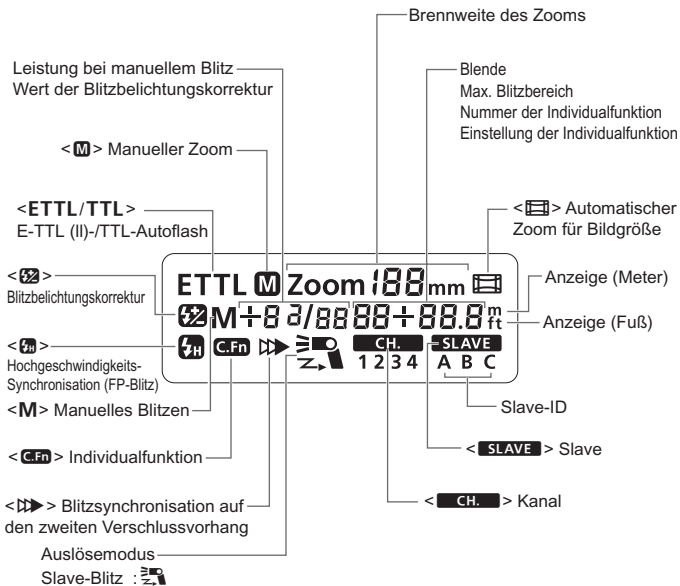 Brennweite des Zooms
Leistung bei manuellem Blitz
Wert der Blitzbelichtungskorrektur
Blende
Max. Blitzbereich
Nummer der Individualfunktion
Einstellung der Individualfunktion
<M> Manueller Zoom
<ETTL/TTL>
E-TTL (II)-/TTL-Autoflash
< > Automatischer
Zoom für Bildgröße
< >
Blitzbelichtungskorrektur
ETTL M Zoom 188 mm
Anzeige (Meter)
M+8 3/88 88+88.8 m ft
Anzeige (Fuß)
< H >
Hochgeschwindigkeits-
Synchronisation (FP-Blitz)
H C.Fn CH. SLAVE
1 2 3 4 A B C
<M> Manuelles Blitzen
Slave-ID
< C.Fn > Individualfunktion
< SLAVE > Slave
< > Blitzsynchronisation auf
den zweiten Verschlussvorhang
< CH. > Kanal
Auslösemodus
Slave-Blitz :